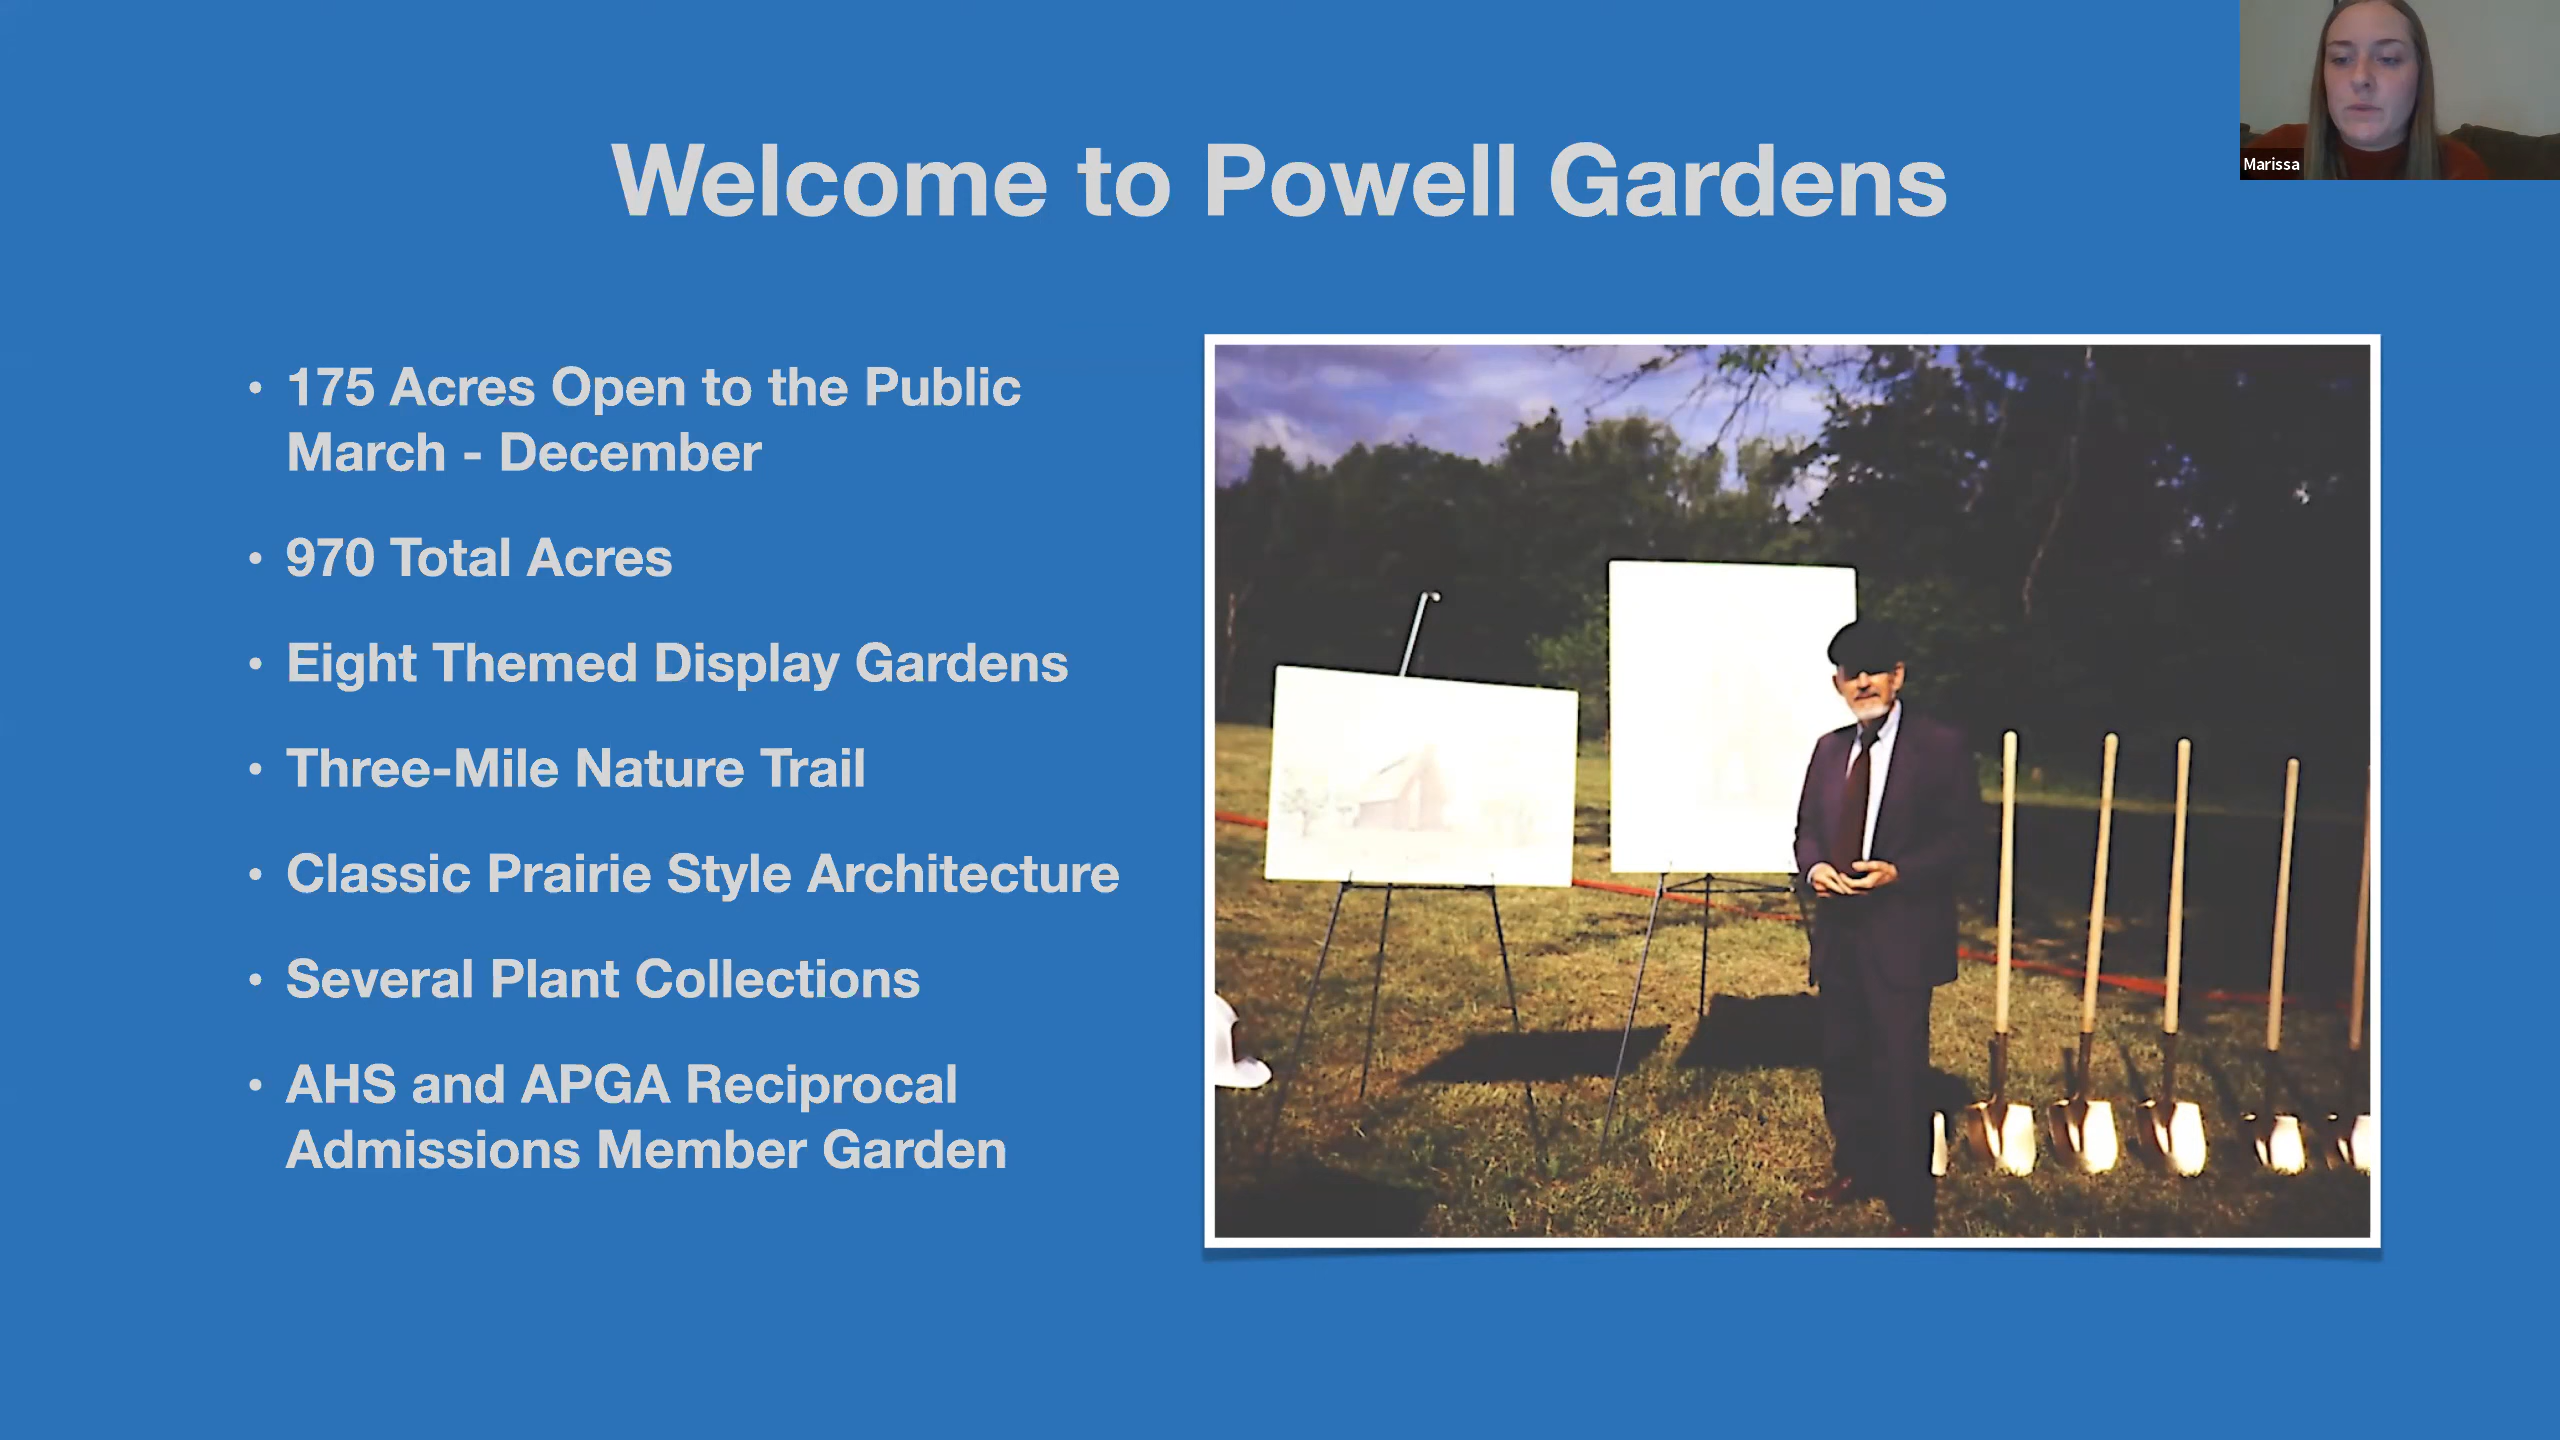 Marissa
Welcome to Powell Gardens
• 175 Acres Open to the Public
March - December
• 970 Total Acres
• Eight Themed Display Gardens
• Three-Mile Nature Trail
• Classic Prairie Style Architecture
• Several Plant Collections
• AHS and APGA Reciprocal
Admissions Member Garden